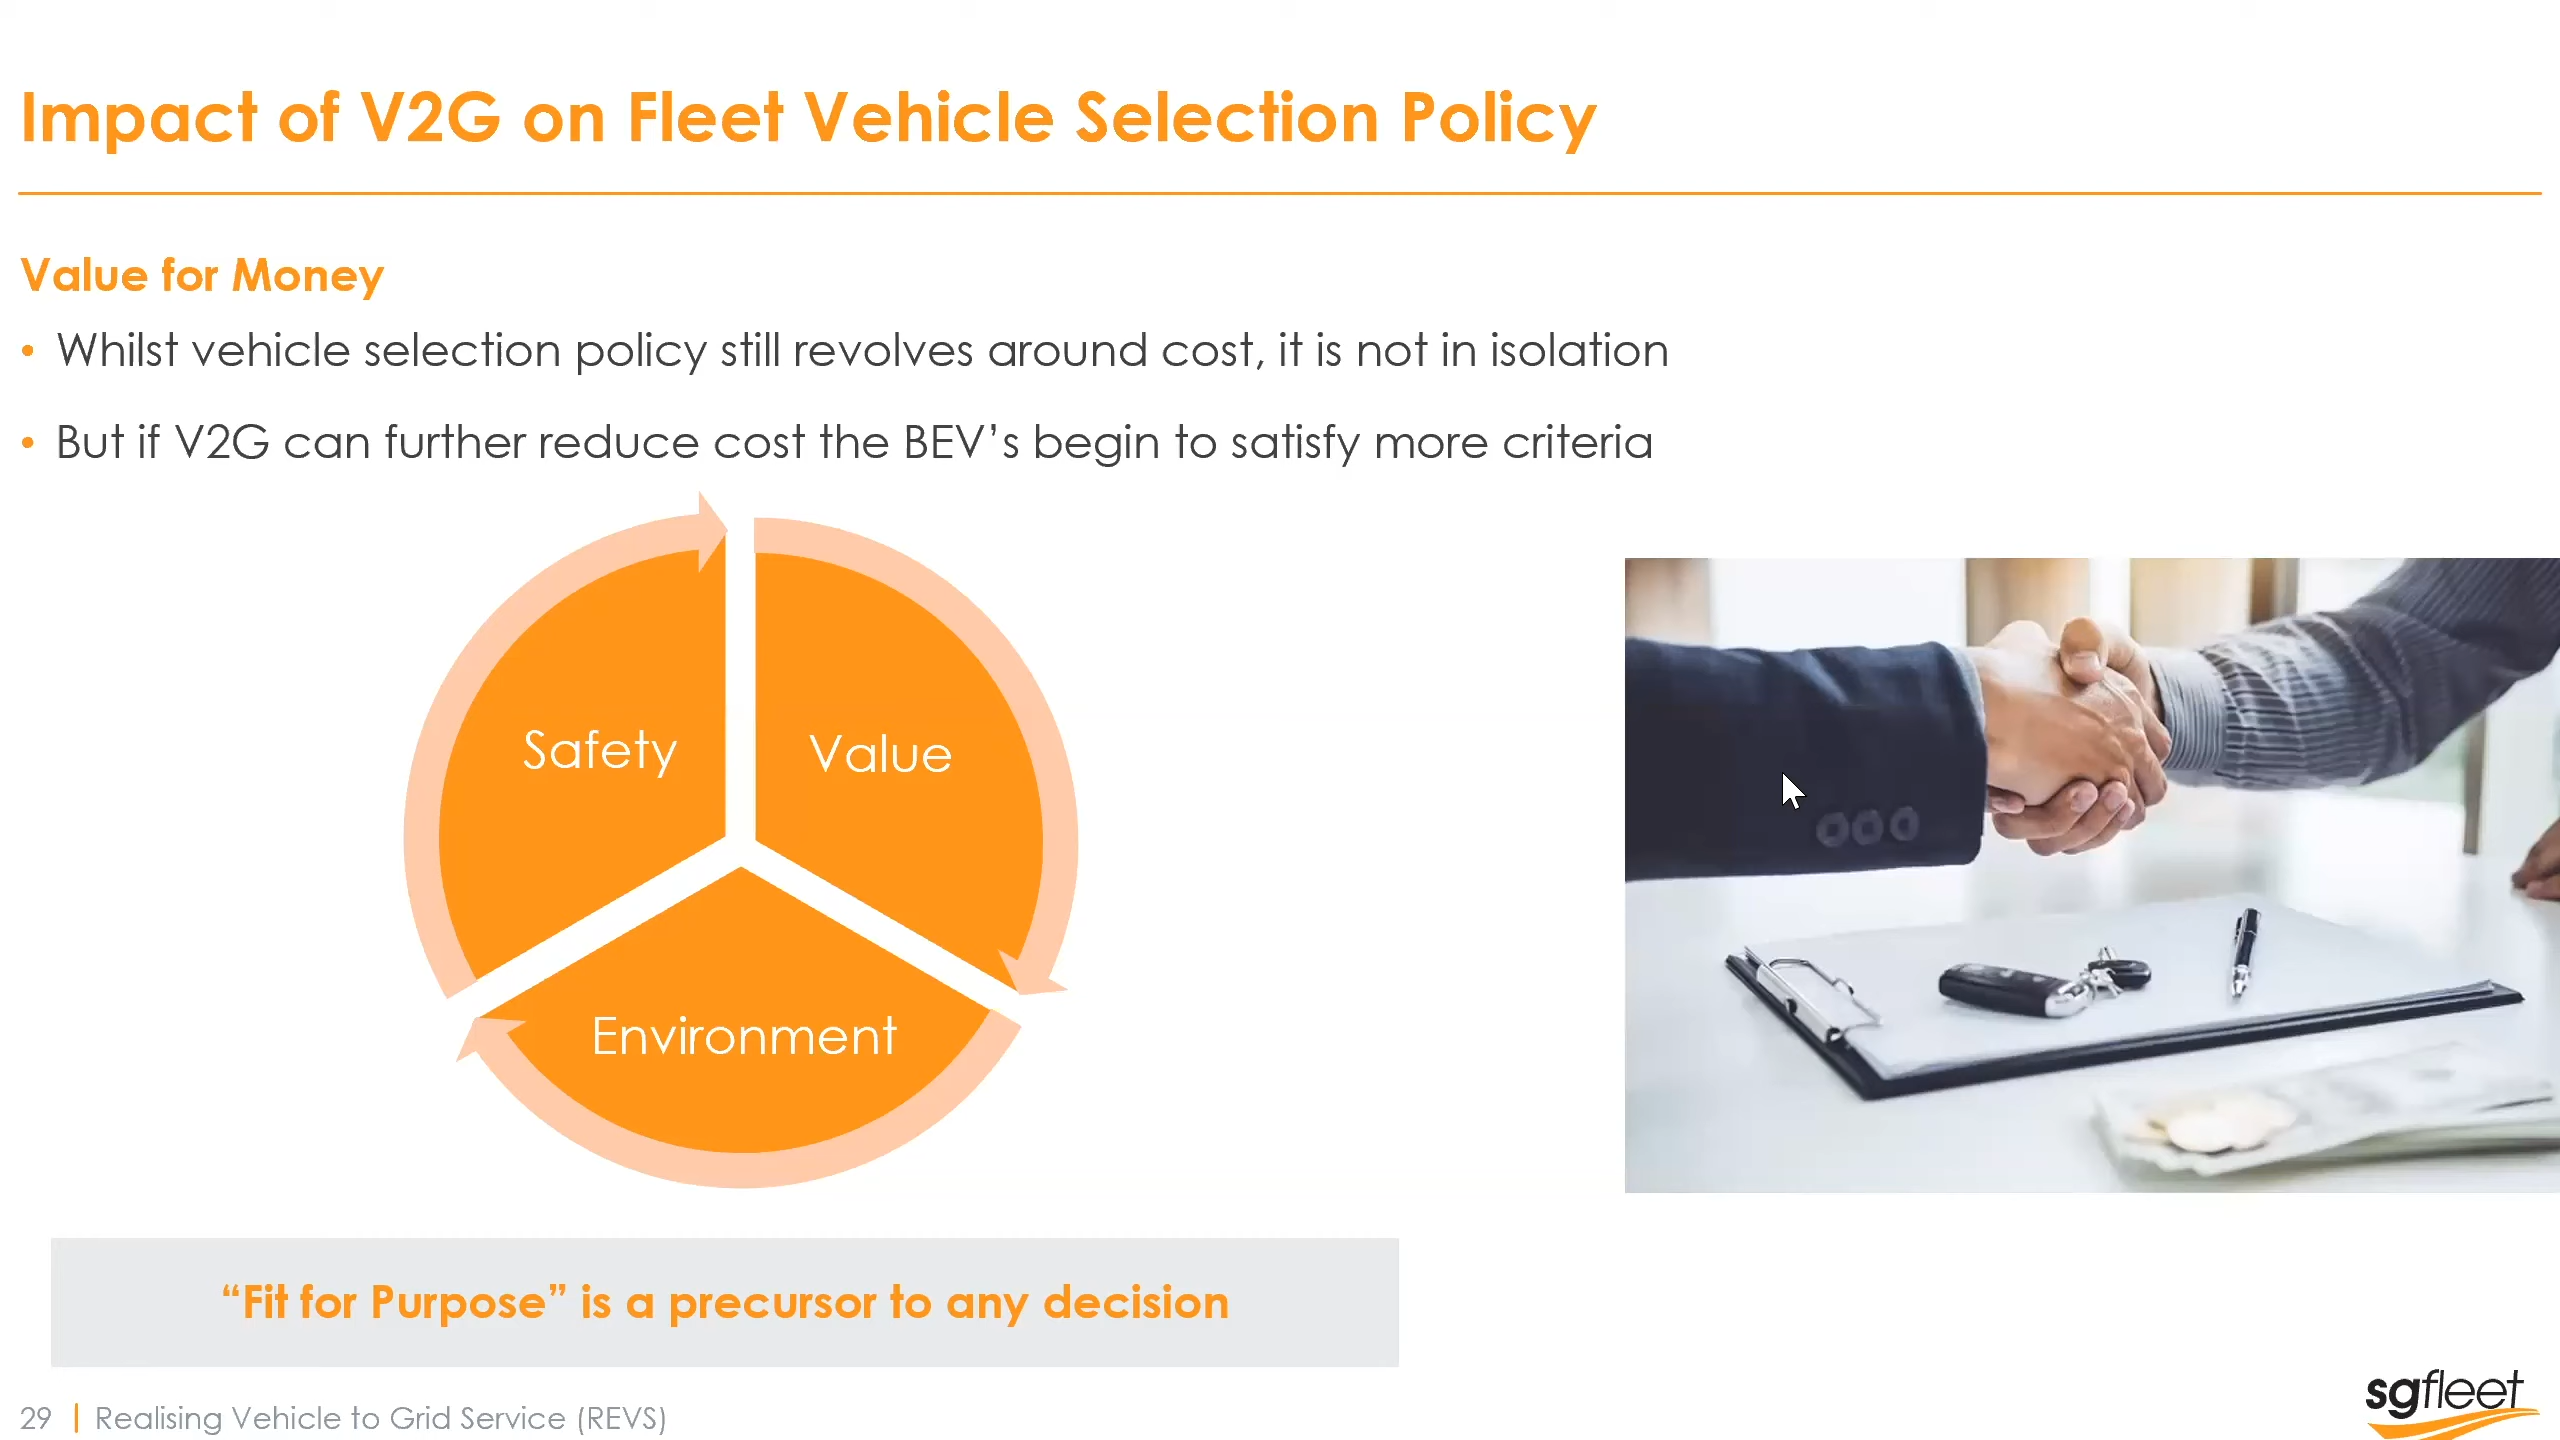 Impact of V2G on Fleet Vehicle Selection Policy
Value for Money
• Whilst vehicle selection policy still revolves around cost, it is not in isolation
• But if V2G can further reduce cost the BEV’s begin to satisfy more criteria
Safety
Value
Environment
“Fit for Purpose” is a precursor to any decision
29 | Realising Vehicle to Grid Service (REVS)
sgfleet